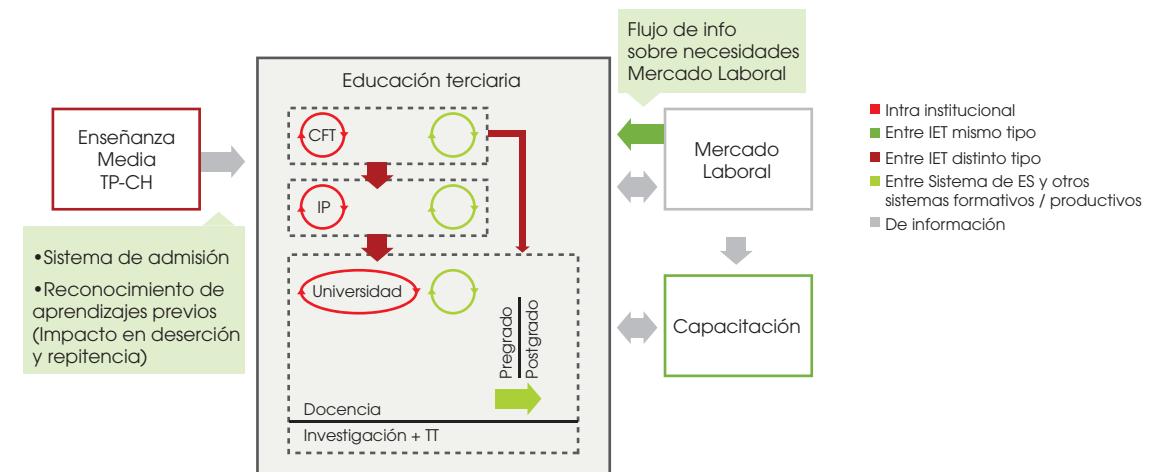 Flujo de info
sobre necesidades
Mercado Laboral
Educación terciaria
CFT
IP
Universidad
Pregrado
Postgrado
Docencia
Investigación + TT
Enseñanza
Media
TP-CH
•Sistema de admisión
•Reconocimiento de
aprendizajes previos
(Impacto en deserción
y repitencia)
Mercado
Laboral
Capacitación
Intra institucional
Entre IET mismo tipo
Entre IET distinto tipo
Entre Sistema de ES y otros
sistemas formativos / productivos
De información